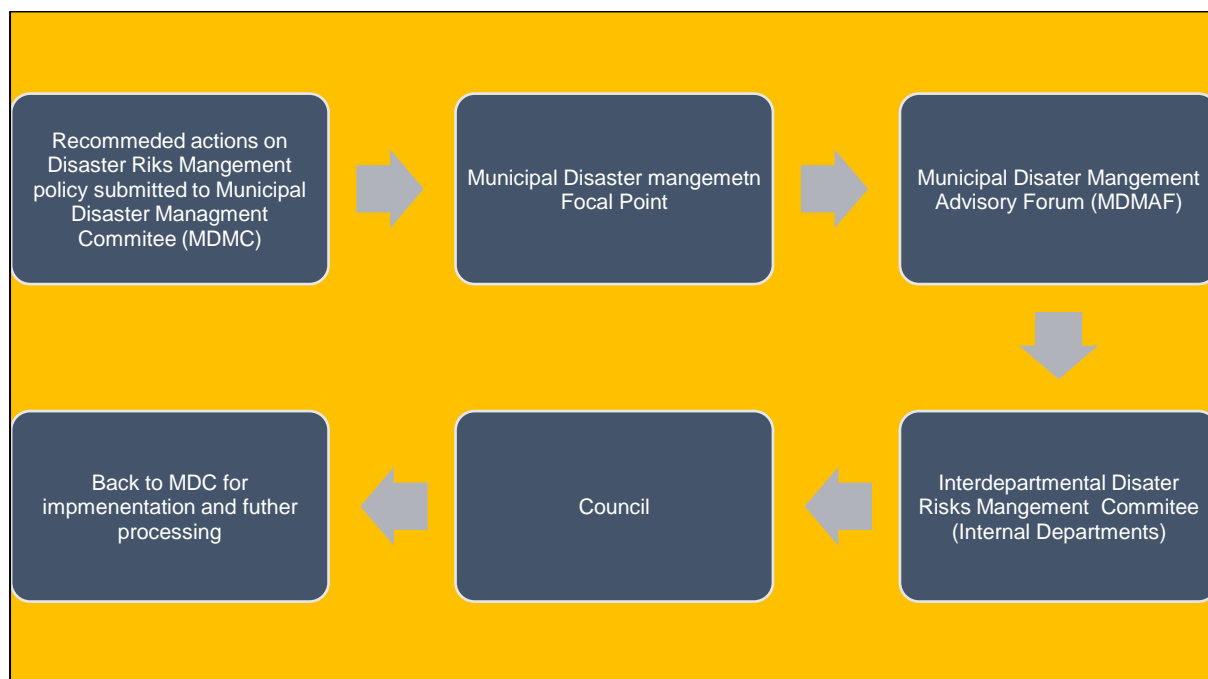 Recommeded actions on
Disaster Riks Mangement
policy submitted to Municipal
Disaster Managment
Commitee (MDMC)
Municipal Disaster mangemetn
Focal Point
Municipal Disater Mangement
Advisory Forum (MDMAF)
Interdepartmental Disater
Risks Mangement  Commitee
(Internal Departments)
Council
Back to MDC for
impmenentation and futher
processing